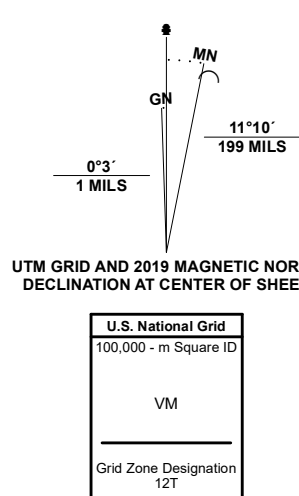 MN
GN
11°10´
199 MILS
0°3´
1 MILS
UTM GRID AND 2019 MAGNETIC NOR
DECLINATION AT CENTER OF SHEE
U.S. National Grid
100,000 - m Square ID
VM
Grid Zone Designation
12T